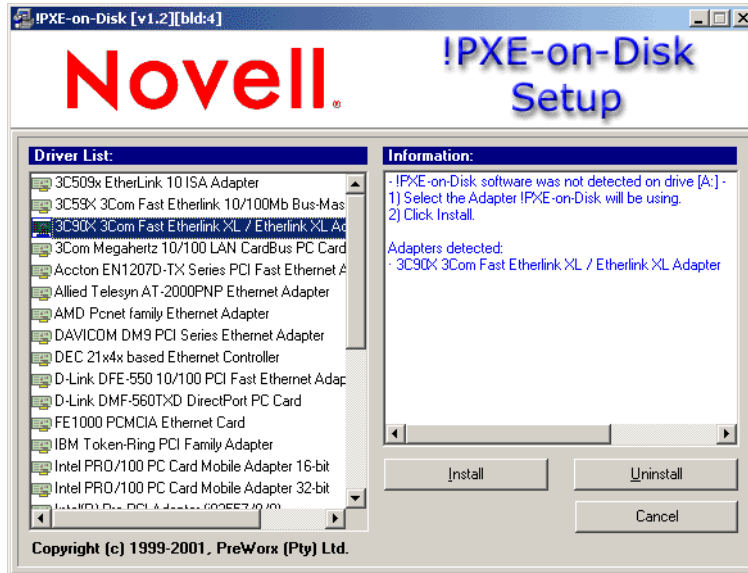 !PXE-on-Disk [v1.2][bld:4]
Novell®
!PXE-on-Disk
Setup
Driver List:
3C509x EtherLink 10 ISA Adapter
3C59X 3Com Fast Etherlink 10/100Mb Bus-Mas
3C90X 3Com Fast Etherlink XL / Etherlink XL Ad
3Com Megahertz 10/100 LAN CardBus PC Card
Accton EN1207D-TX Series PCI Fast Ethernet A
Allied Telesyn AT-2000PNP Ethernet Adapter
AMD Pcnet family Ethernet Adapter
DAVICOM DM9 PCI Series Ethernet Adapter
DEC 21x4x based Ethernet Controller
D-Link DFE-550 10/100 PCI Fast Ethernet Adap
D-Link DMF-560TXD DirectPort PC Card
FE1000 PCMCIA Ethernet Card
IBM Token-Ring PCI Family Adapter
Intel PRO/100 PC Card Mobile Adapter 16-bit
Intel PRO/100 PC Card Mobile Adapter 32-bit
Copyright (c) 1999-2001, PreWorx (Pty) Ltd.
Information:
- !PXE-on-Disk software was not detected on drive [A:] -
1) Select the Adapter !PXE-on-Disk will be using.
2) Click Install.
Adapters detected:
- 3C90X 3Com Fast Etherlink XL / Etherlink XL Adapter
Install
Uninstall
Cancel